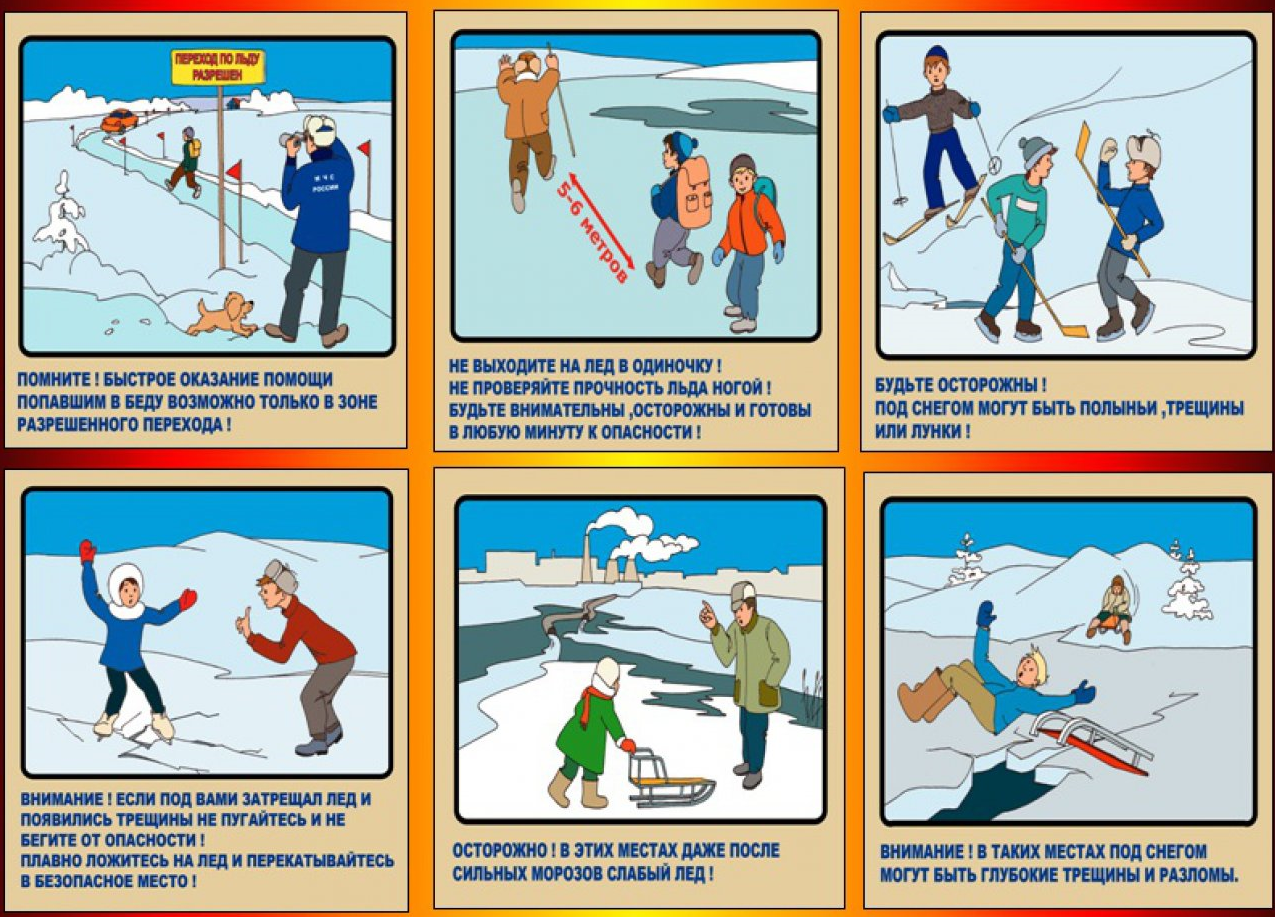 ПЕРЕХОД ПО ЛЬДУ
РАЗРЕШЕН
М Ч С
РОССИИ
ПОМНИТЕ ! БЫСТРОЕ ОКАЗАНИЕ ПОМОЩИ
ПОПАВШИМ В БЕДУ ВОЗМОЖНО ТОЛЬКО В ЗОНЕ
РАЗРЕШЕННОГО ПЕРЕХОДА !
5-6 метров
НЕ ВЫХОДИТЕ НА ЛЕД В ОДИНОЧКУ !
НЕ ПРОВЕРЯЙТЕ ПРОЧНОСТЬ ЛЬДА НОГОЙ !
БУДЬТЕ ВНИМАТЕЛЬНЫ ,ОСТОРОЖНЫ И ГОТОВЫ
В ЛЮБУЮ МИНУТУ К ОПАСНОСТИ !
БУДЬТЕ ОСТОРОЖНЫ !
ПОД СНЕГОМ МОГУТ БЫТЬ ПОЛЫНЬИ ,ТРЕЩИНЫ
ИЛИ ЛУНКИ !
ВНИМАНИЕ ! ЕСЛИ ПОД ВАМИ ЗАТРЕЩАЛ ЛЕД И
ПОЯВИЛИСЬ ТРЕЩИНЫ НЕ ПУГАЙТЕСЬ И НЕ
БЕГИТЕ ОТ ОПАСНОСТИ !
ПЛАВНО ЛОЖИТЕСЬ НА ЛЕД И ПЕРЕКАТЫВАЙТЕСЬ
В БЕЗОПАСНОЕ МЕСТО !
ОСТОРОЖНО ! В ЭТИХ МЕСТАХ ДАЖЕ ПОСЛЕ
СИЛЬНЫХ МОРОЗОВ СЛАБЫЙ ЛЕД !
ВНИМАНИЕ ! В ТАКИХ МЕСТАХ ПОД СНЕГОМ
МОГУТ БЫТЬ ГЛУБОКИЕ ТРЕЩИНЫ И РАЗЛОМЫ.